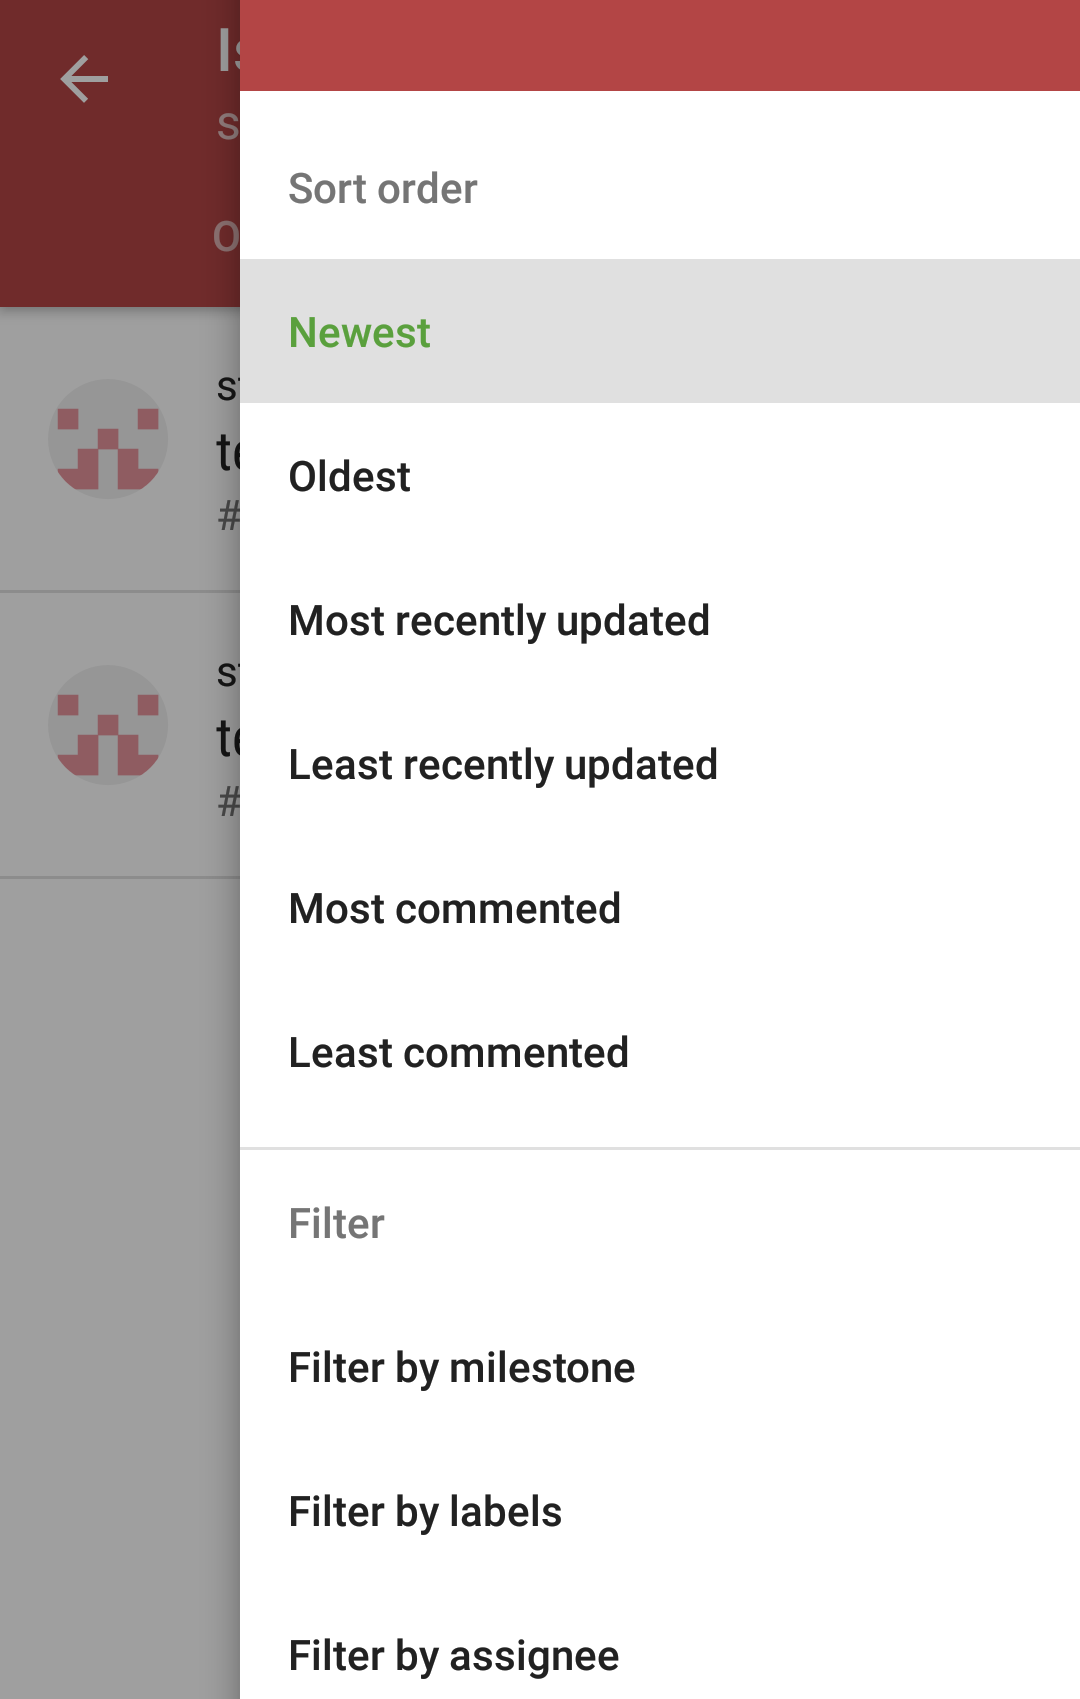 Sort order
Newest
Oldest
Most recently updated
Least recently updated
Most commented
Least commented
Filter
Filter by milestone
Filter by labels
Filter by assignee